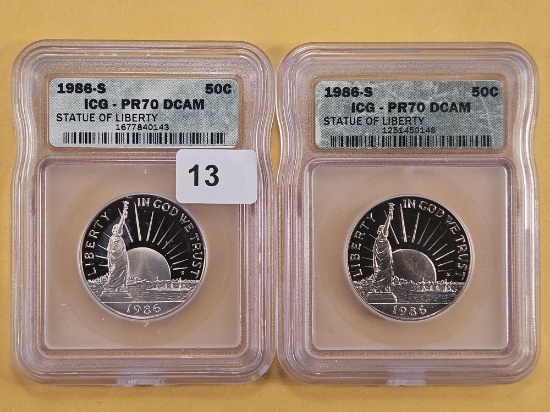 1986-S 50C
ICG - PR70 DCAM
STATUE OF LIBERTY
1677840143
13
LIBERTY IN GOD WE TRUST
1986
1986-S 50C
ICG - PR70 DCAM
STATUE OF LIBERTY
1251450148
LIBERTY IN GOD WE TRUST
1986